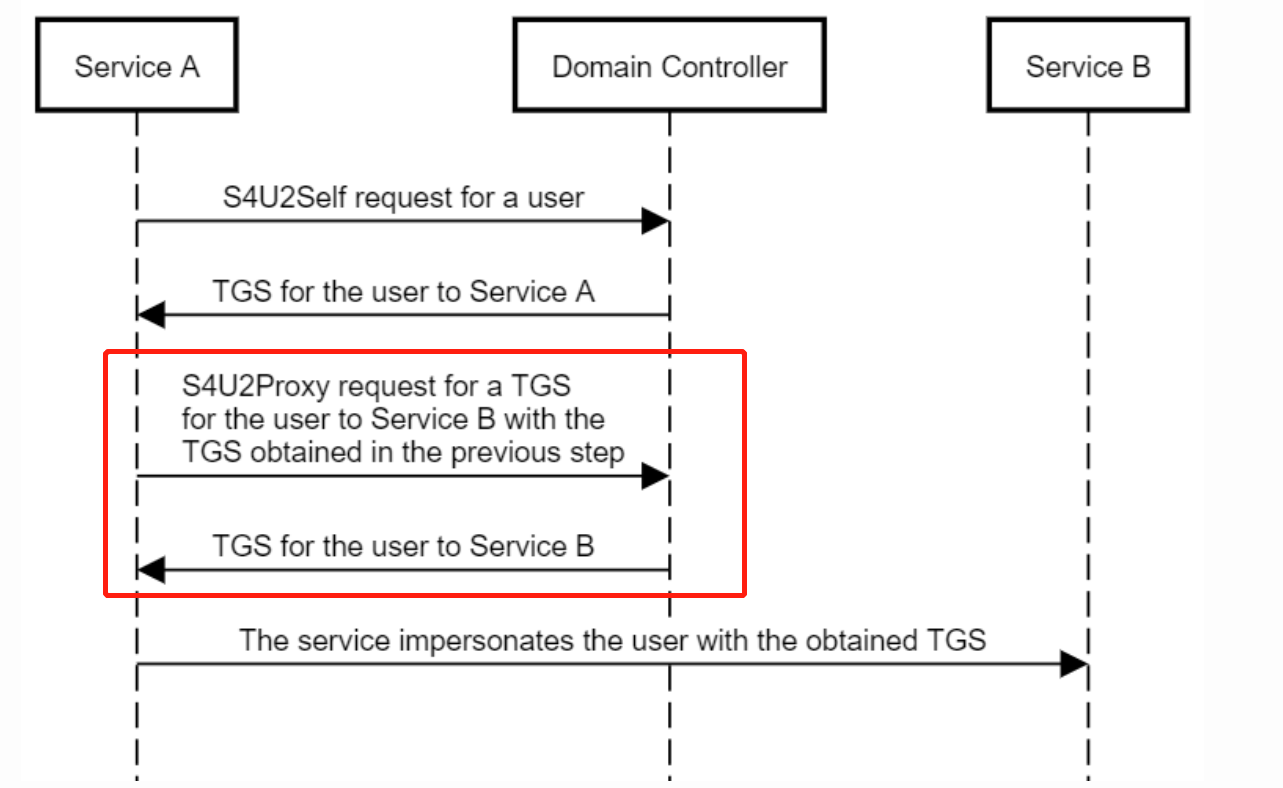 Service A
Domain Controller
Service B
S4U2Self request for a user
TGS for the user to Service A
S4U2Proxy request for a TGS
for the user to Service B with the
TGS obtained in the previous step
TGS for the user to Service B
The service impersonates the user with the obtained TGS